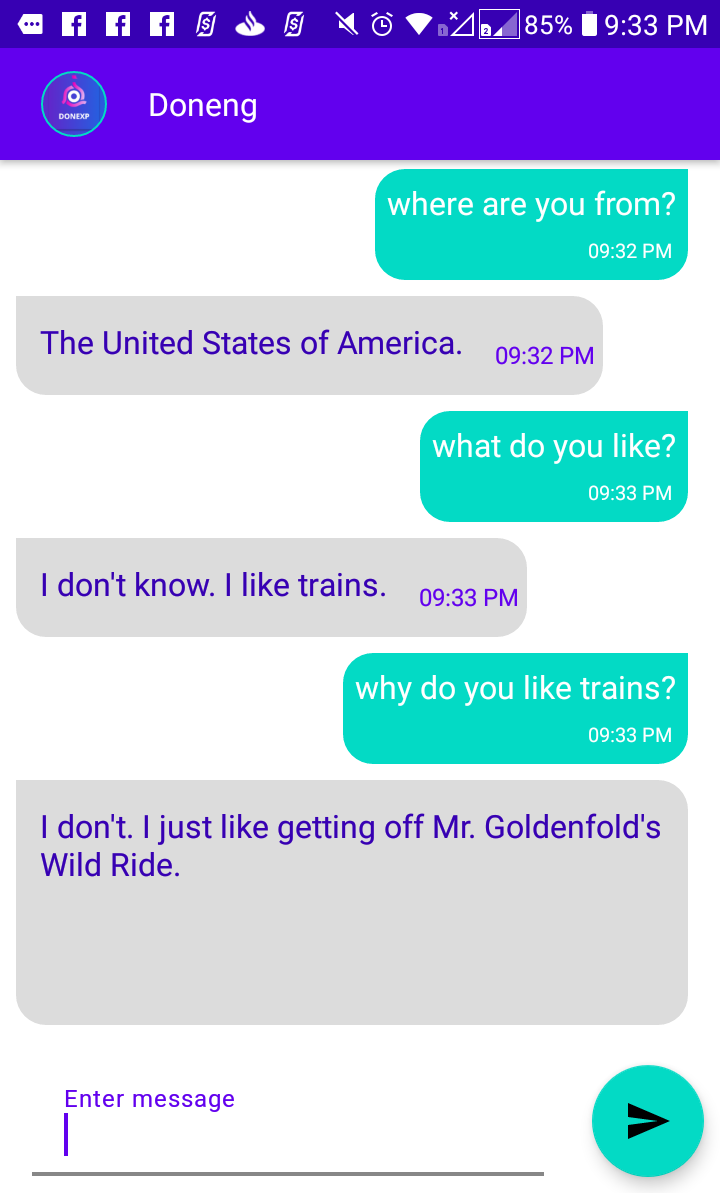 85% 9:33 PM
DONEXP
Doneng
where are you from?
09:32 PM
The United States of America.
09:32 PM
what do you like?
09:33 PM
I don't know. I like trains.
09:33 PM
why do you like trains?
09:33 PM
I don't. I just like getting off Mr. Goldenfold's
Wild Ride.
Enter message